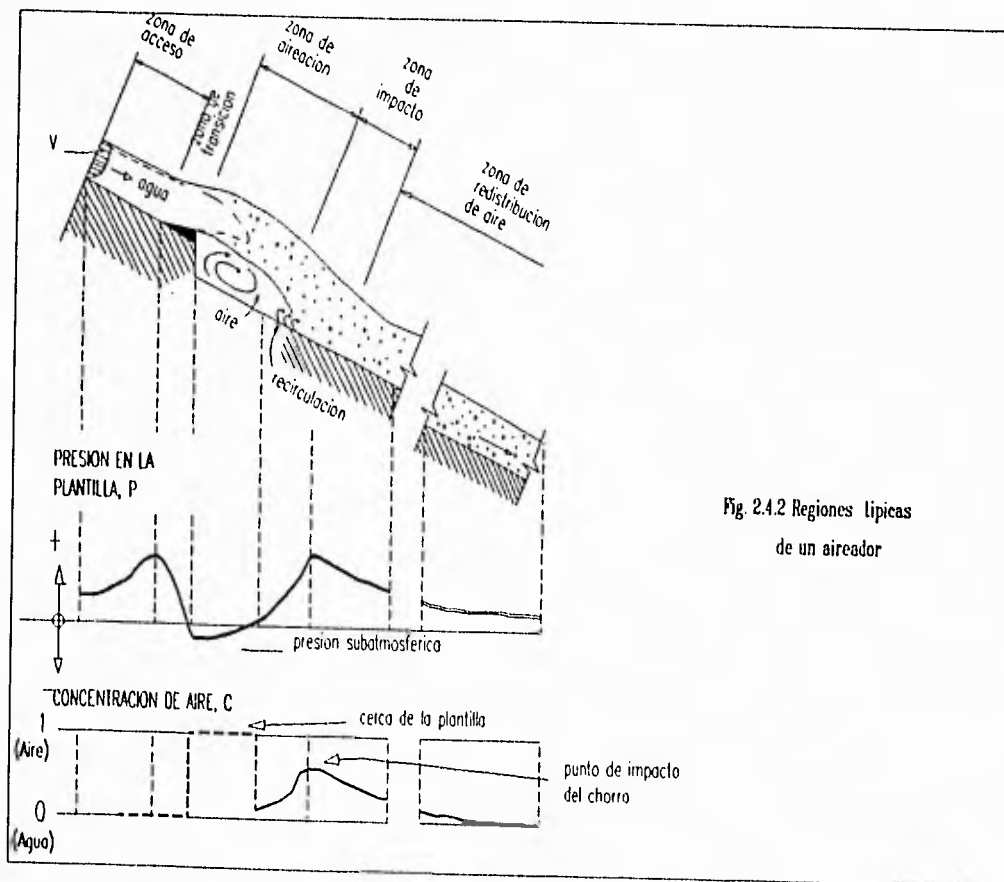 zona de
acceso
zona de
transicion
zona de
aireacion
zona
de
impacto
zona de
redistribucion
de aire
V
agua
aire
recirculacion
PRESION EN LA
PLANTILLA, P
+
0
presion subatmosferica
-
CONCENTRACION DE AIRE, C
1
(Aire)
cerca de la plantilla
punto de impacto
del chorro
0
(Agua)
Fig. 2.4.2 Regiones tipicas
de un aireador